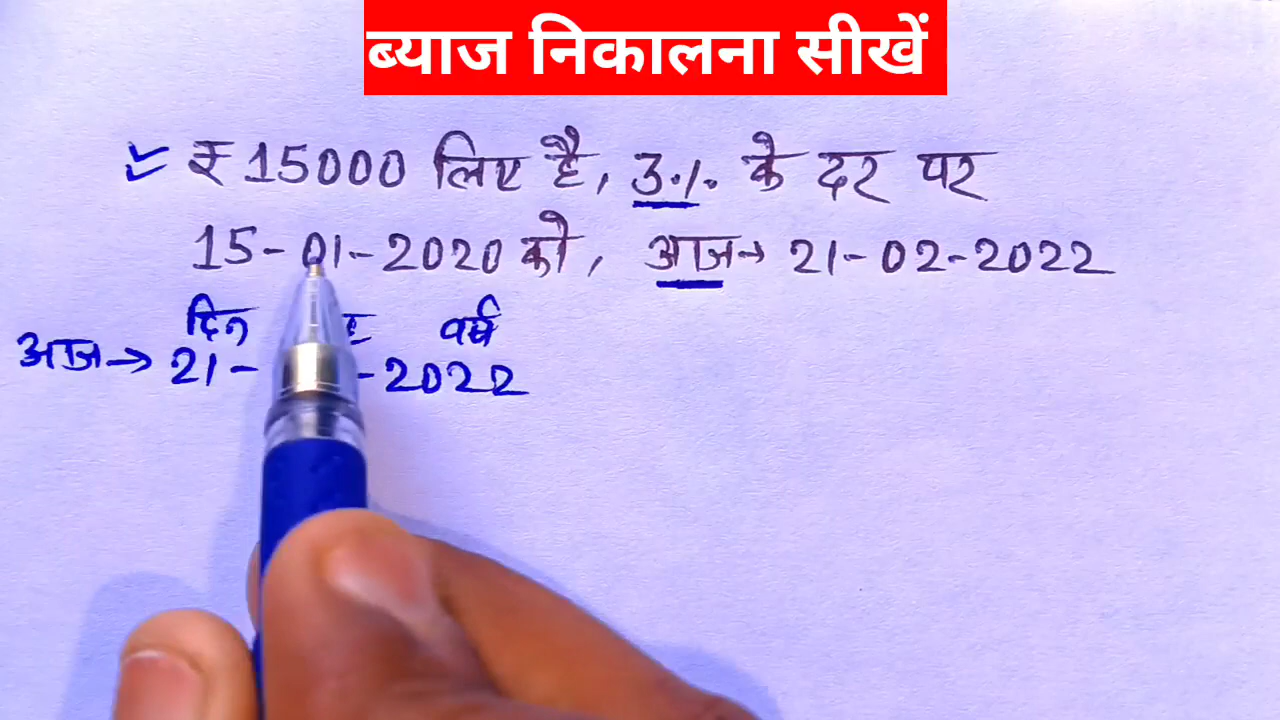 ब्याज निकालना सीखें
₹15000 लिए है, 3.%. के दर पर
15-01-2020 को, आज→ 21-02-2022
दिन वर्ष
आज→ 21- -2022